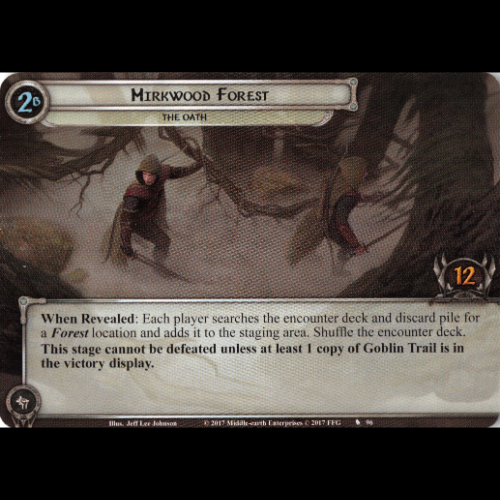 2B
MIRKWOOD FOREST
THE OATH
12
When Revealed: Each player searches the encounter deck and discard pile for
a Forest location and adds it to the staging area. Shuffle the encounter deck.
This stage cannot be defeated unless at least 1 copy of Goblin Trail is in
the victory display.
Illus. Jeff Lee Johnson
© 2017 Middle-earth Enterprises © 2017 FFG
96